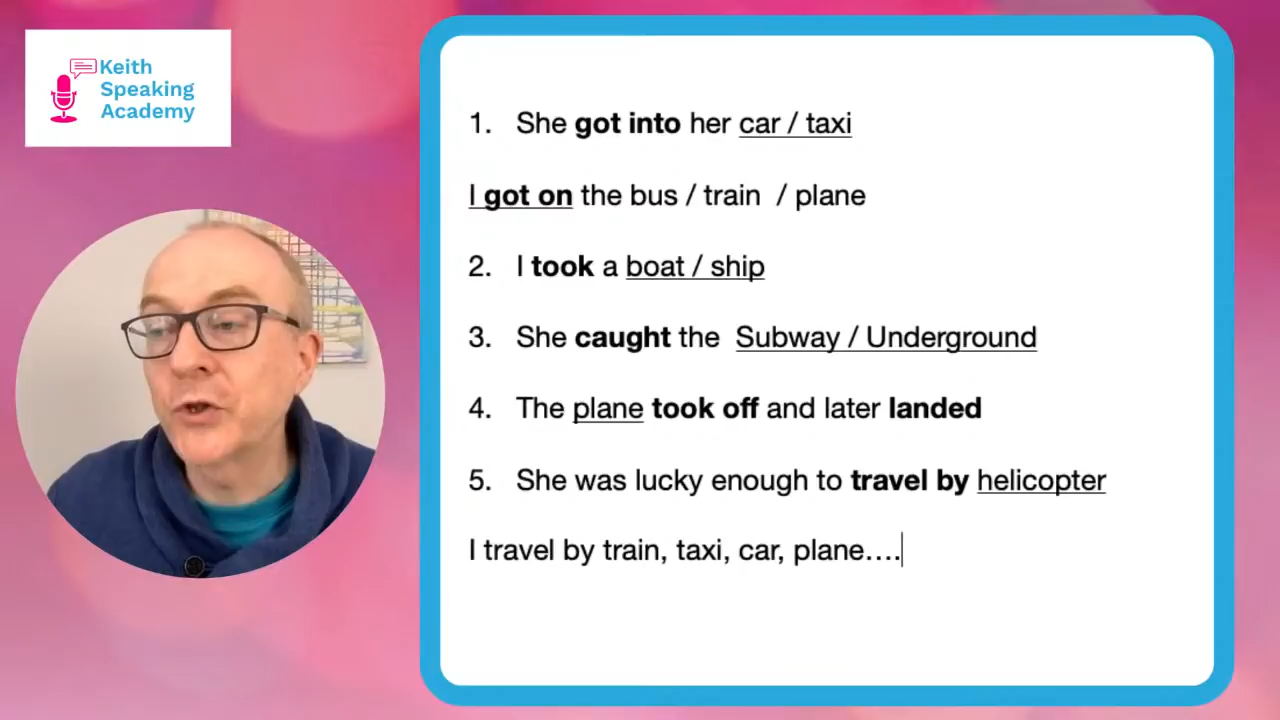 Keith
Speaking
Academy
1. She got into her car / taxi
I got on the bus / train / plane
2. I took a boat / ship
3. She caught the Subway / Underground
4. The plane took off and later landed
5. She was lucky enough to travel by helicopter
I travel by train, taxi, car, plane….